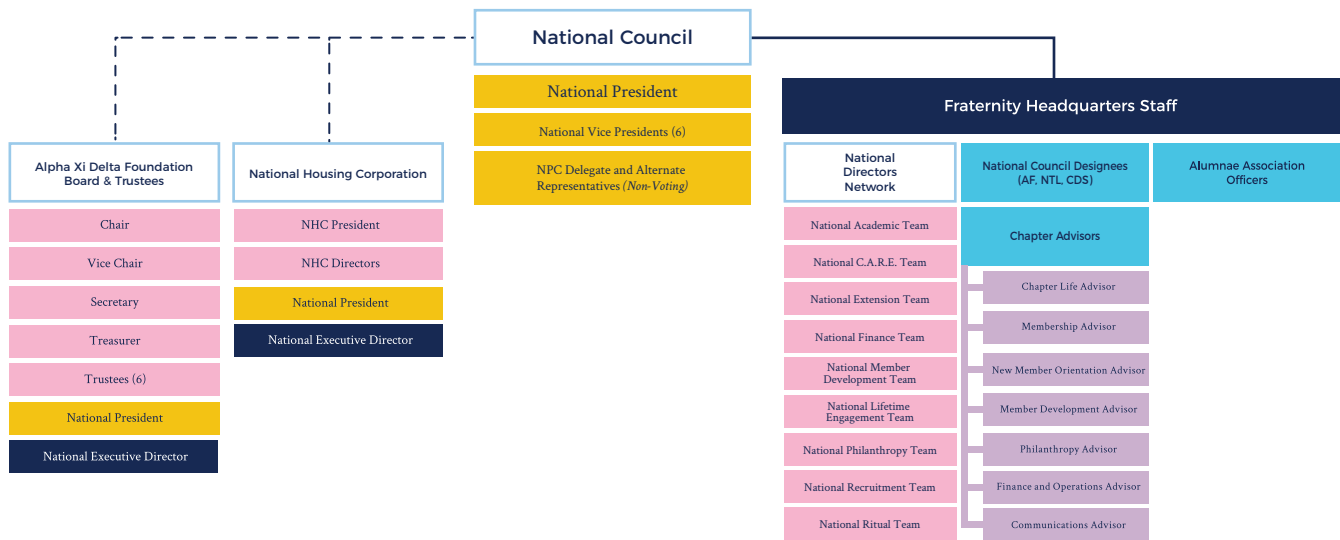 National Council
National President
National Vice Presidents (6)
NPC Delegate and Alternate
Representatives (Non-Voting)
Alpha Xi Delta Foundation
Board & Trustees
Chair
Vice Chair
Secretary
Treasurer
Trustees (6)
National President
National Executive Director
National Housing Corporation
NHC President
NHC Directors
National President
National Executive Director
Fraternity Headquarters Staff
National
Directors
Network
National Academic Team
National C.A.R.E. Team
National Extension Team
National Finance Team
National Member
Development Team
National Lifetime
Engagement Team
National Philanthropy Team
National Recruitment Team
National Ritual Team
National Council Designees
(AF, NTL, CDS)
Chapter Advisors
Chapter Life Advisor
Membership Advisor
New Member Orientation Advisor
Member Development Advisor
Philanthropy Advisor
Finance and Operations Advisor
Communications Advisor
Alumnae Association
Officers